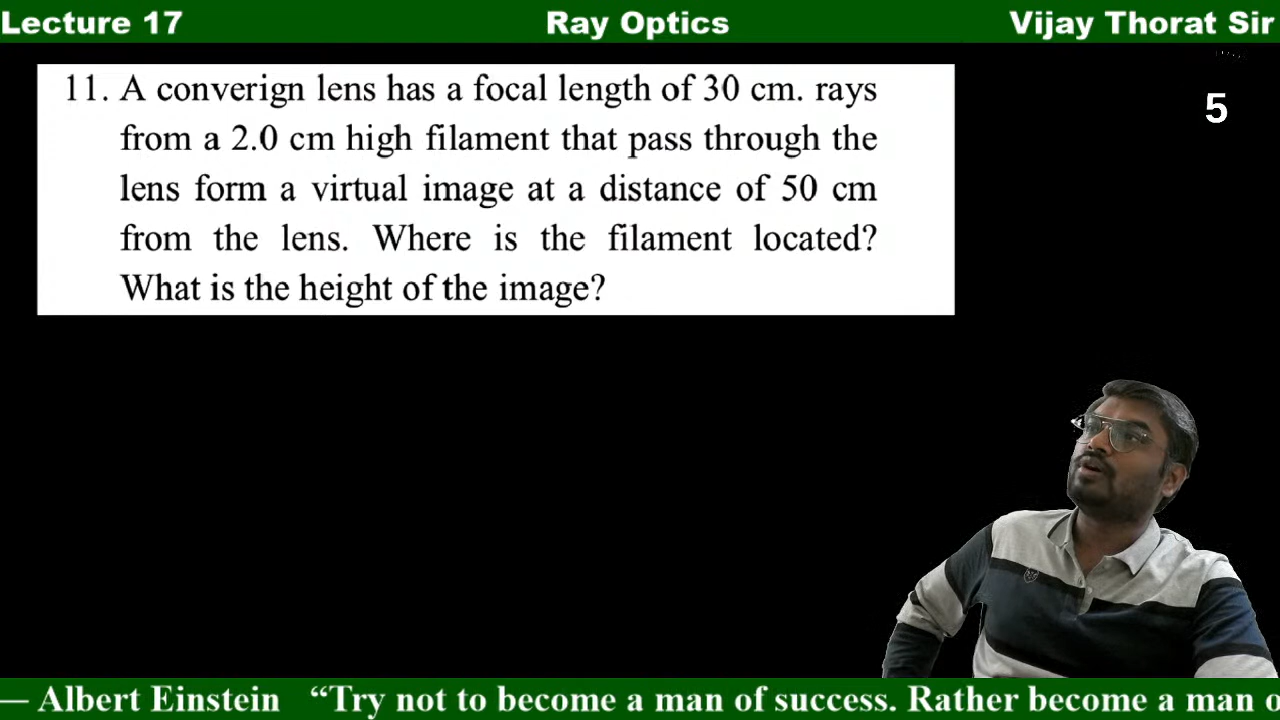 Lecture 17 Ray Optics Vijay Thorat Sir
5
11. A converign lens has a focal length of 30 cm. rays
from a 2.0 cm high filament that pass through the
lens form a virtual image at a distance of 50 cm
from the lens. Where is the filament located?
What is the height of the image?
— Albert Einstein “Try not to become a man of success. Rather become a man